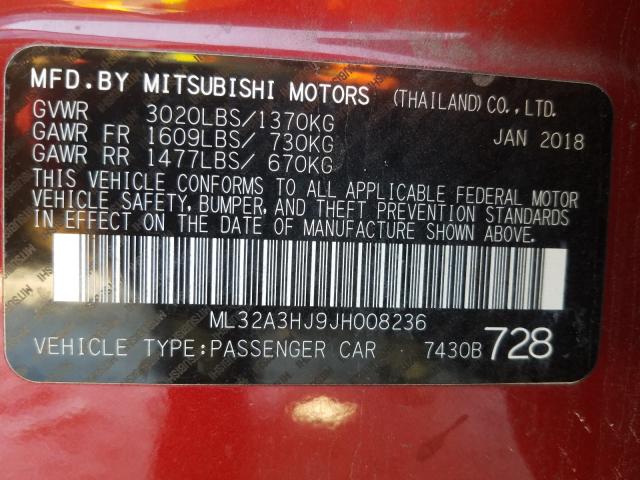 MFD.BY MITSUBISHI MOTORS (THAILAND) CO., LTD.
GVWR 3020LBS/1370KG JAN 2018
GAWR FR 1609LBS/ 730KG
GAWR RR 1477LBS/ 670KG
THIS VEHICLE CONFORMS TO ALL APPLICABLE FEDERAL MOTOR
VEHICLE SAFETY, BUMPER, AND THEFT PREVENTION STANDARDS
IN EFFECT ON THE DATE OF MANUFACTURE SHOWN ABOVE.
ML32A3HJ9JH008236
VEHICLE TYPE:PASSENGER CAR 7430B 728